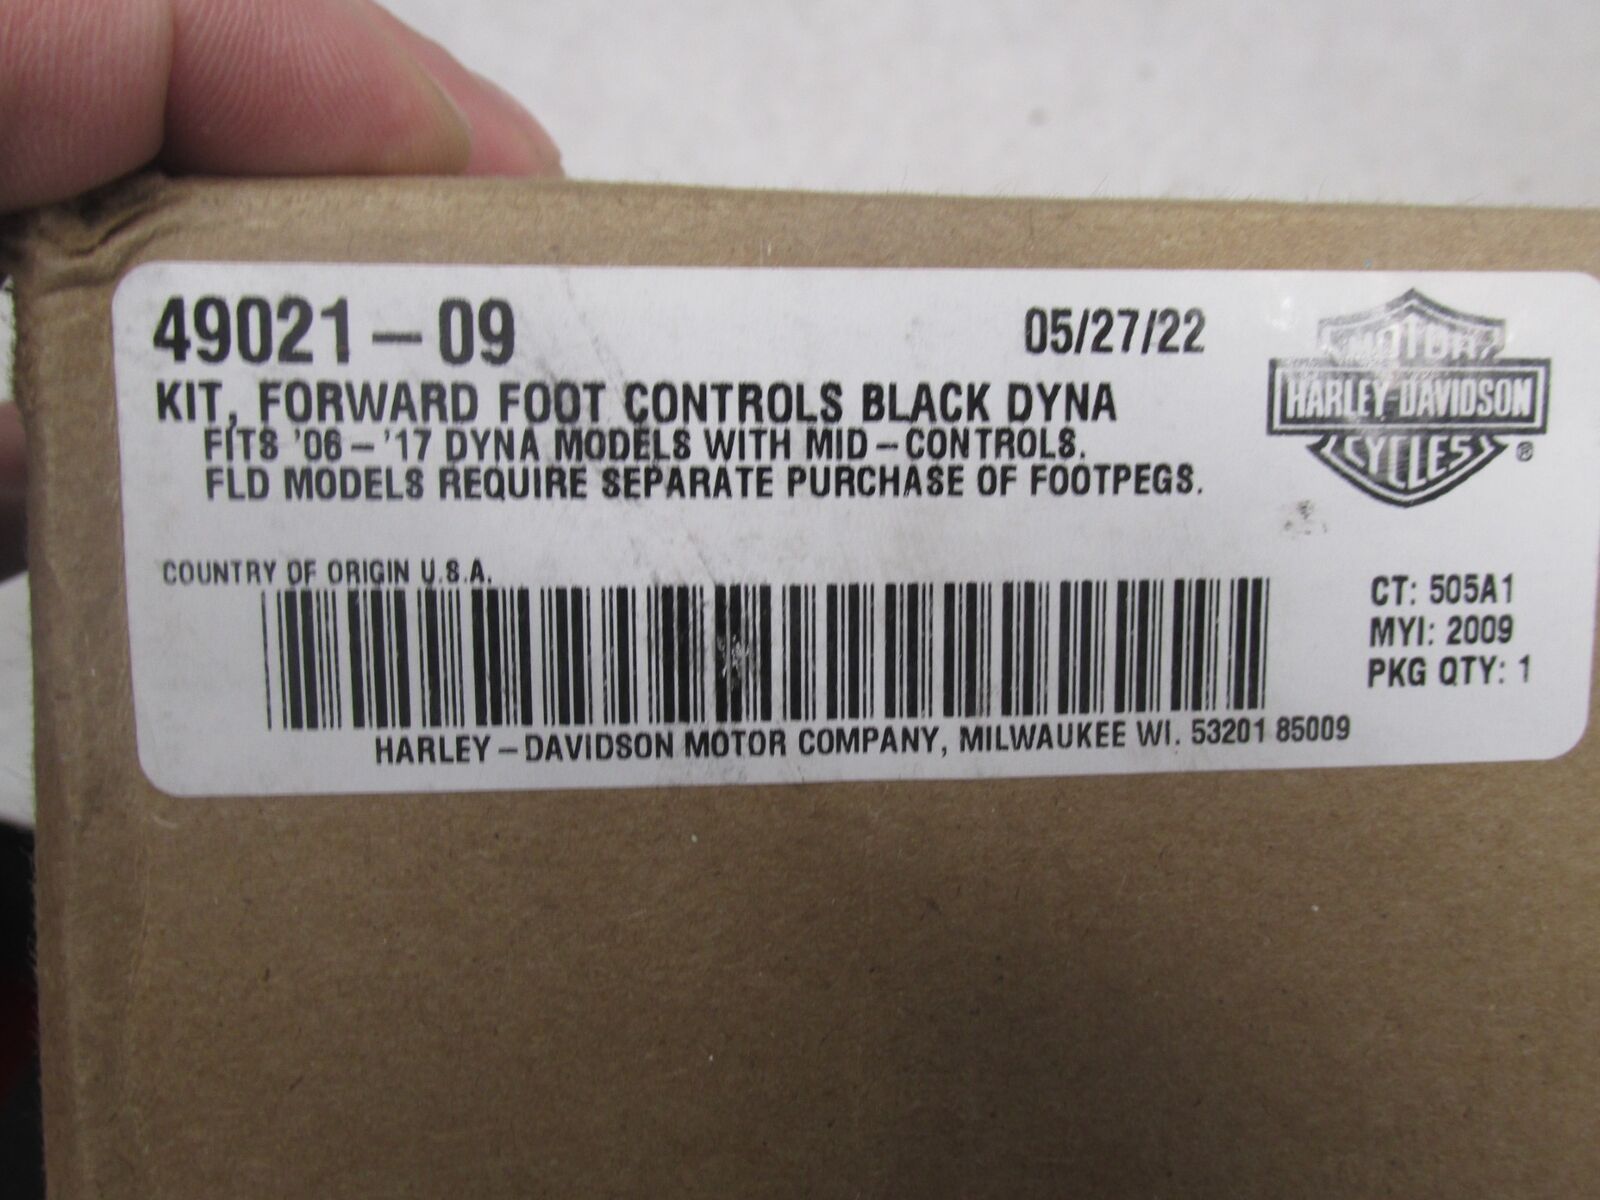 49021-09
05/27/22
KIT, FORWARD FOOT CONTROLS BLACK DYNA
FITS '06-'17 DYNA MODELS WITH MID-CONTROLS.
FLD MODELS REQUIRE SEPARATE PURCHASE OF FOOTPEGS.
MOTOR
HARLEY-DAVIDSON
CYCLES
®
COUNTRY OF ORIGIN U.S.A.
CT: 505A1
MYI: 2009
PKG QTY: 1
HARLEY-DAVIDSON MOTOR COMPANY, MILWAUKEE WI. 53201 85009